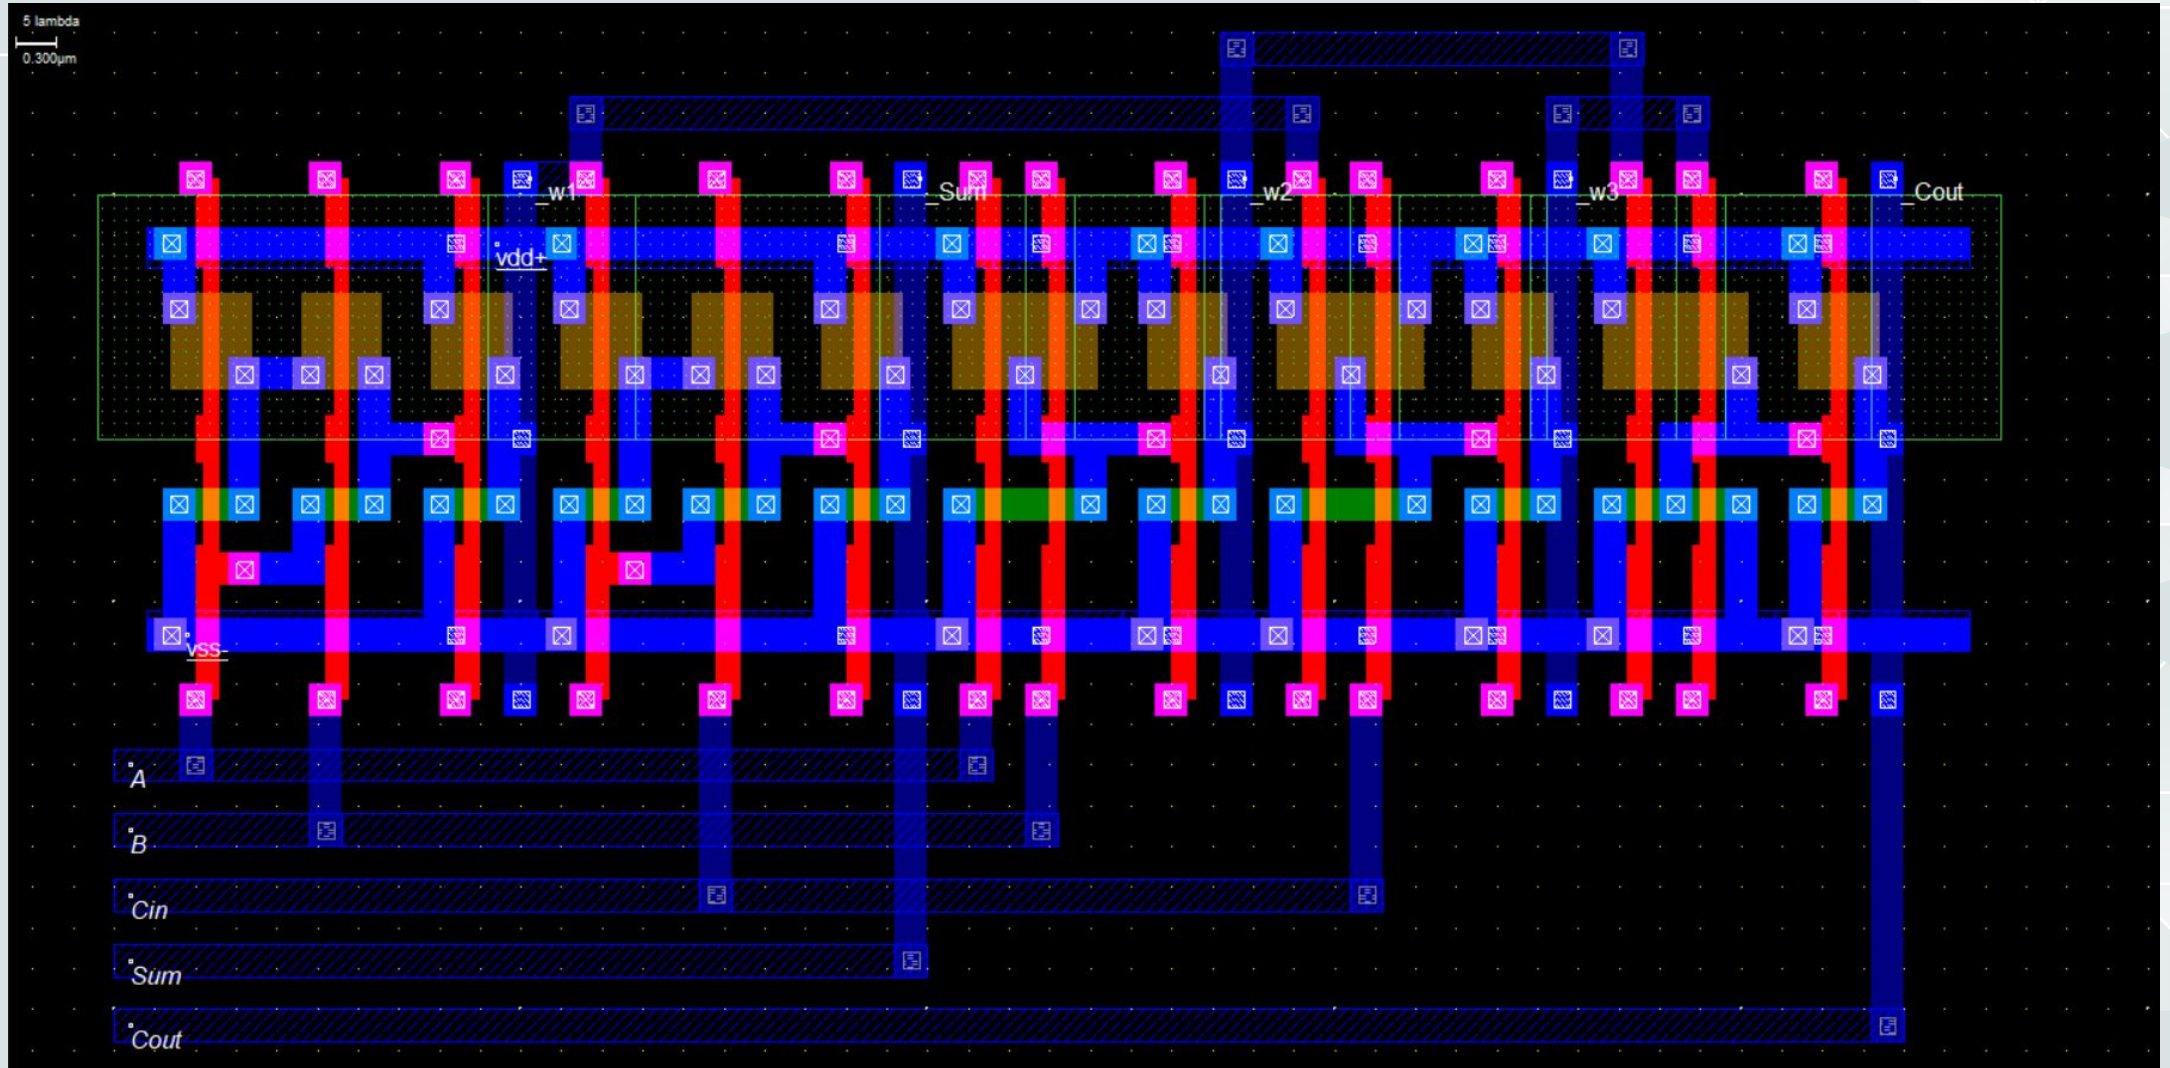 5 lambda
0.300µm
_w1
_Sum
_w2
_w3
_Cout
vdd+
vss-
A
B
Cin
Sum
Cout